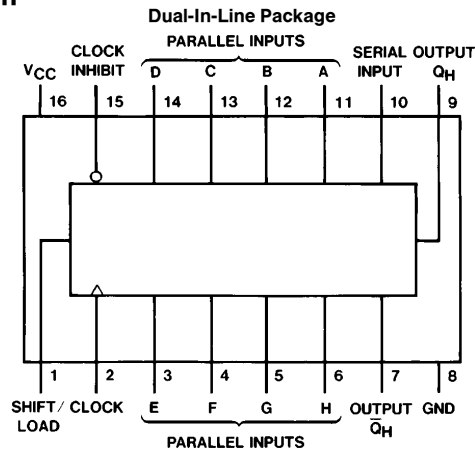 Dual-In-Line Package
PARALLEL INPUTS
CLOCK
INHIBIT
SERIAL OUTPUT
INPUT
VCC
D
C
B
A
QH
16
15
14
13
12
11
10
9
1
2
3
4
5
6
7
8
SHIFT/ CLOCK
LOAD
E
F
G
H
OUTPUT GND
Q̅H
PARALLEL INPUTS